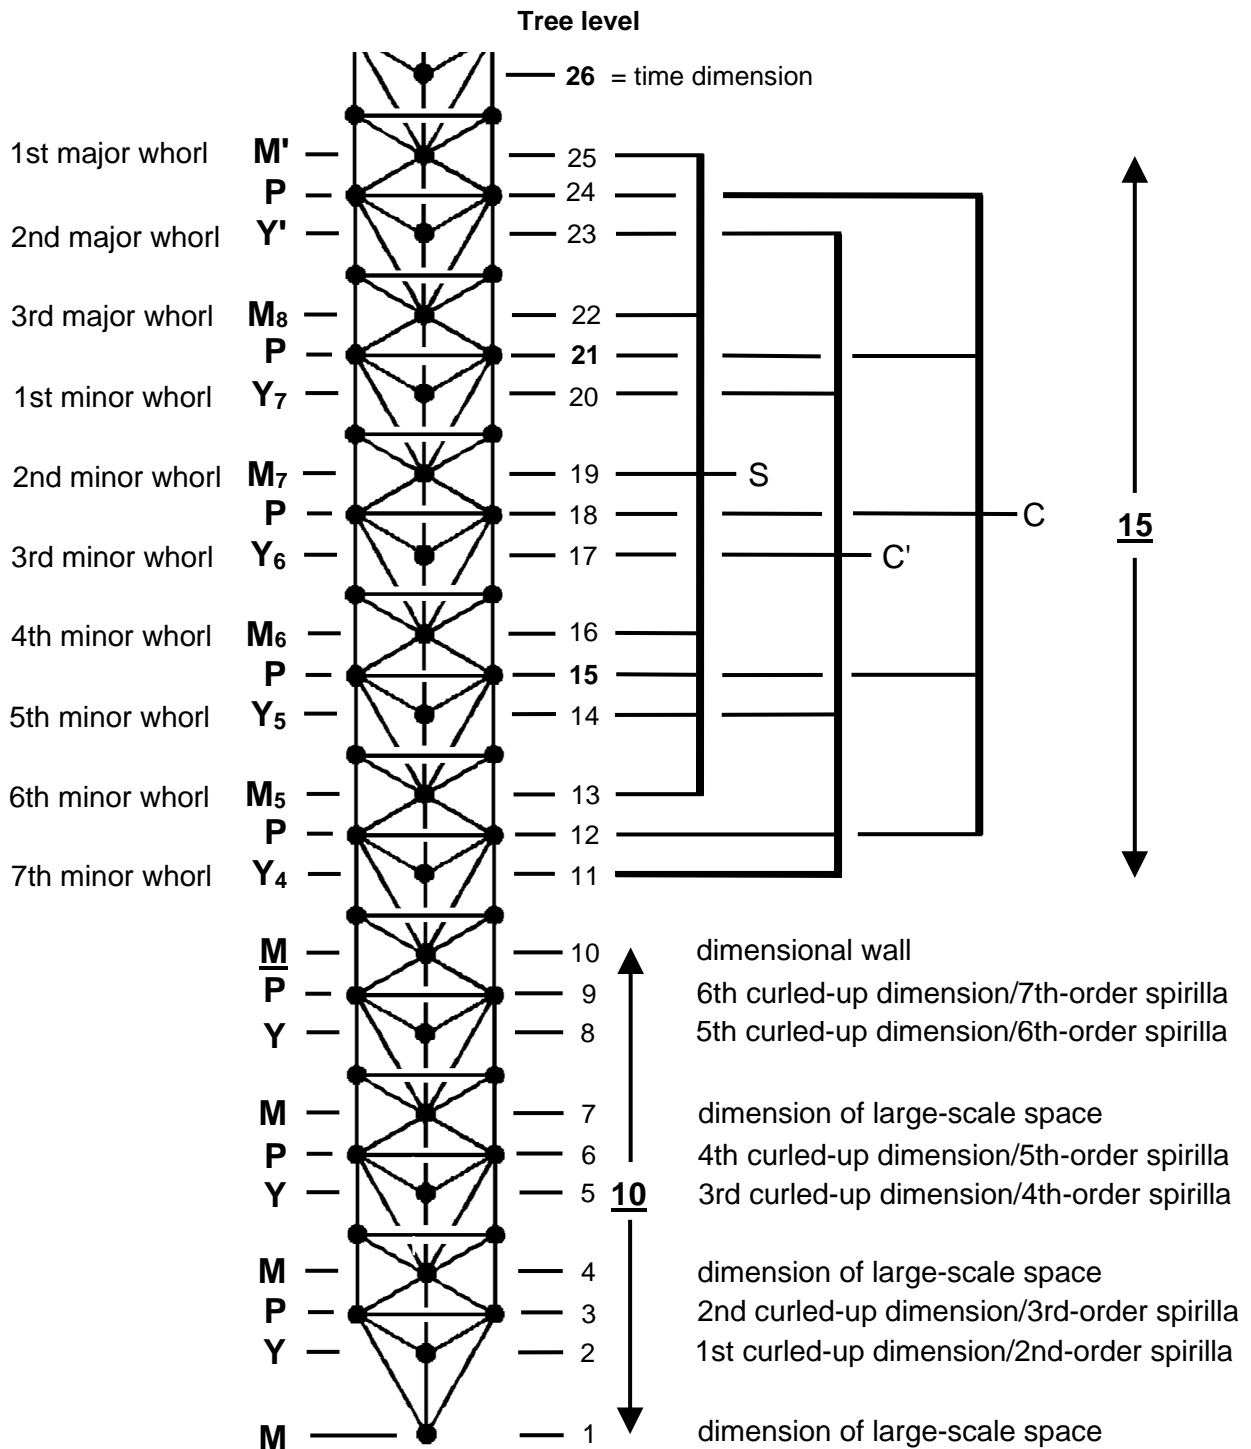 Tree level
26 = time dimension
1st major whorl M' 25
P 24
2nd major whorl Y' 23
3rd major whorl M8 22
P 21
1st minor whorl Y7 20
2nd minor whorl M7 19 S
P 18 C
15
3rd minor whorl Y6 17 C'
4th minor whorl M6 16
P 15
5th minor whorl Y5 14
6th minor whorl M5 13
P 12
7th minor whorl Y4 11
M 10 dimensional wall
P 9 6th curled-up dimension/7th-order spirilla
Y 8 5th curled-up dimension/6th-order spirilla
M 7 dimension of large-scale space
P 6 4th curled-up dimension/5th-order spirilla
Y 5 10 3rd curled-up dimension/4th-order spirilla
M 4 dimension of large-scale space
P 3 2nd curled-up dimension/3rd-order spirilla
Y 2 1st curled-up dimension/2nd-order spirilla
M 1 dimension of large-scale space